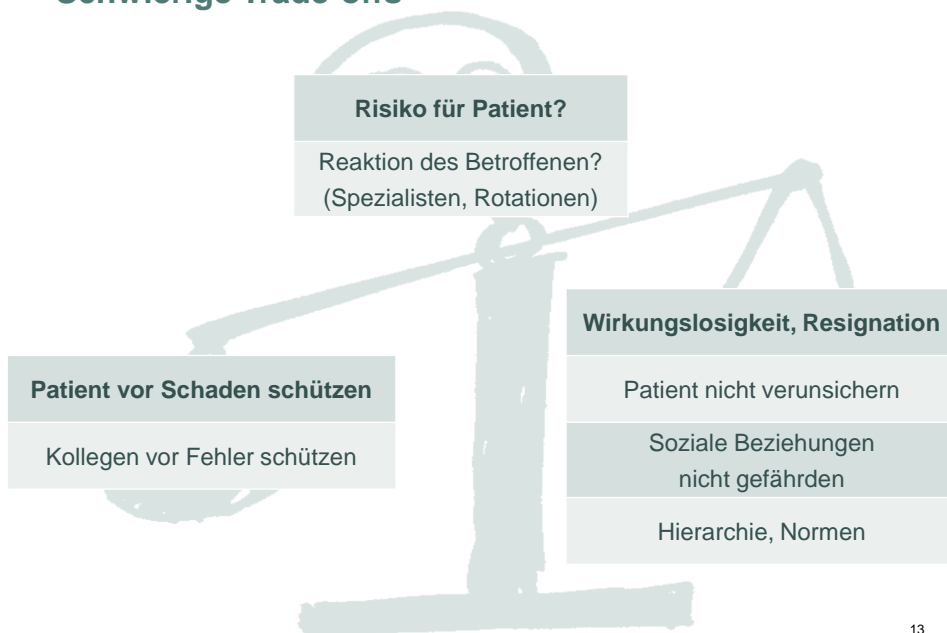 Schwierige Trade-offs
Risiko für Patient?
Reaktion des Betroffenen?
(Spezialisten, Rotationen)
Patient vor Schaden schützen
Kollegen vor Fehler schützen
Wirkungslosigkeit, Resignation
Patient nicht verunsichern
Soziale Beziehungen
nicht gefährden
Hierarchie, Normen
13